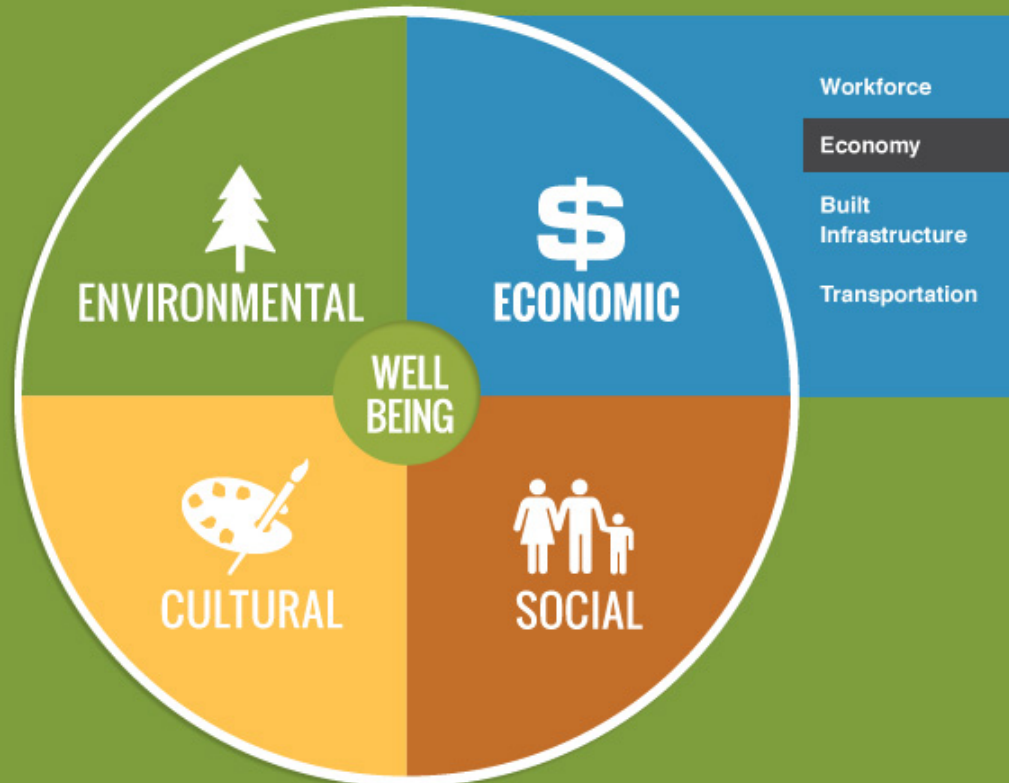 ENVIRONMENTAL
$
ECONOMIC
WELL
BEING
CULTURAL
SOCIAL
Workforce
Economy
Built
Infrastructure
Transportation